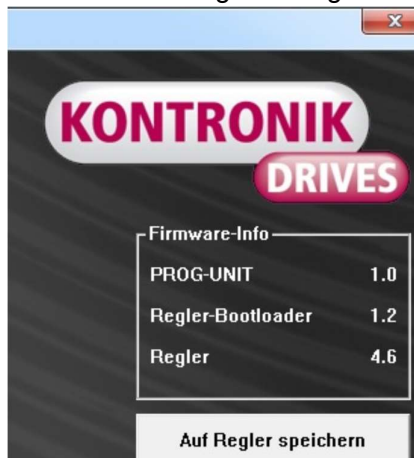 KONTRONIK
DRIVES
Firmware-Info
PROG-UNIT 1.0
Regler-Bootloader 1.2
Regler 4.6
Auf Regler speichern